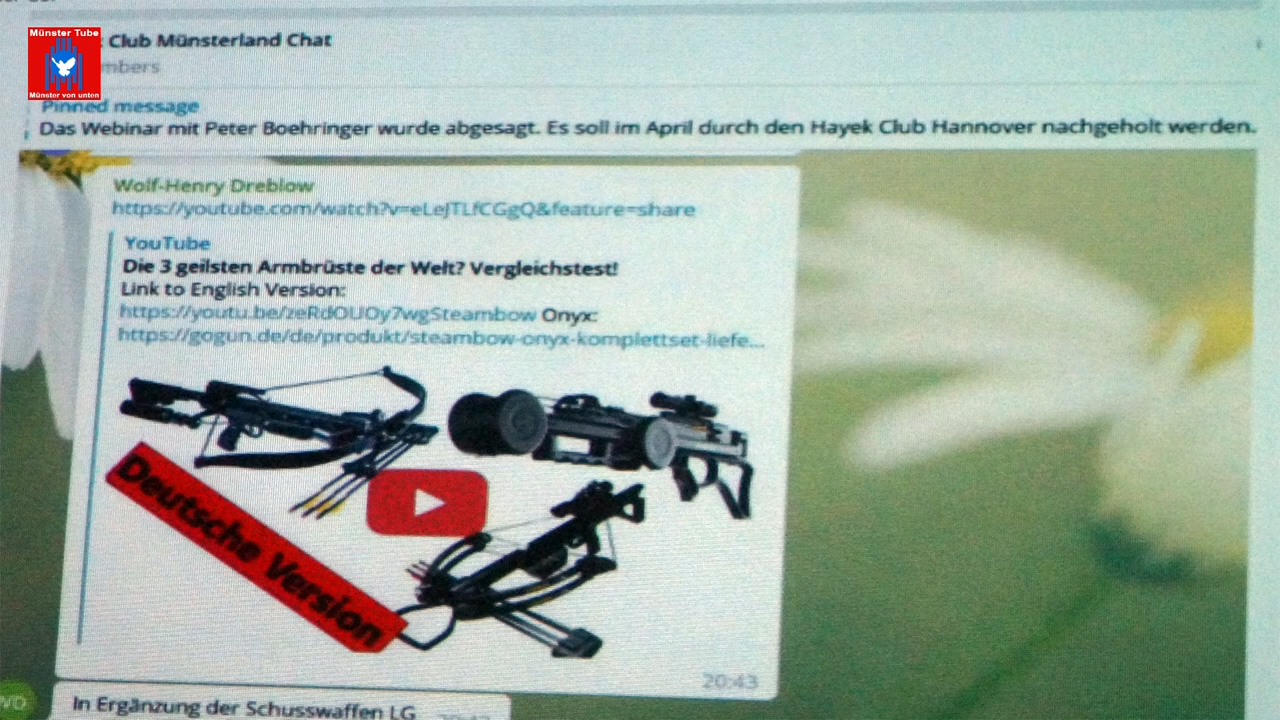 Münster Tube
Münster von unten
Club Münsterland Chat
Pinned message
Das Webinar mit Peter Boehringer wurde abgesagt. Es soll im April durch den Hayek Club Hannover nachgeholt werden.
Wolf-Henry Dreblow
https://youtube.com/watch?v=eLeJTLfCGgQ&feature=share
YouTube
Die 3 geilsten Armbrüste der Welt? Vergleichstest!
Link to English Version:
https://youtu.be/zeRdOUOy7wgSteambow Onyx:
https://gogun.de/de/produkt/steambow-onyx-komplettset-liefe...
Deutsche Version
20:43
WD
In Ergänzung der Schusswaffen LG